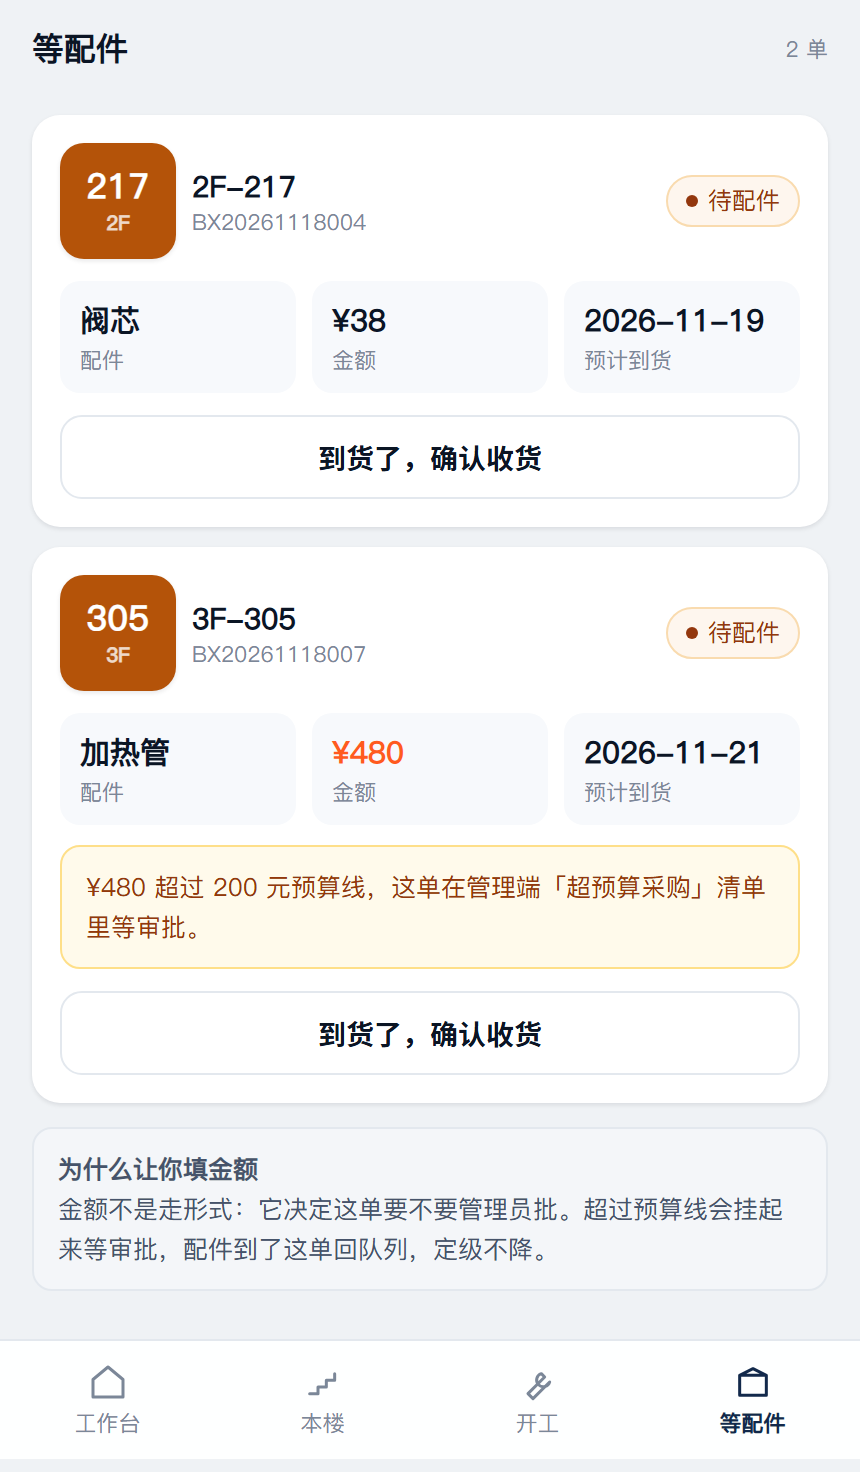 等配件
2 单
217
2F
2F–217
BX20261118004
待配件
阀芯
配件
¥38
金额
2026–11–19
预计到货
到货了，确认收货
305
3F
3F–305
BX20261118007
待配件
加热管
配件
¥480
金额
2026–11–21
预计到货
¥480 超过 200 元预算线，这单在管理端「超预算采购」清单
里等审批。
到货了，确认收货
为什么让你填金额
金额不是走形式：它决定这单要不要管理员批。超过预算线会挂起
来等审批，配件到了这单回队列，定级不降。
工作台
本楼
开工
等配件